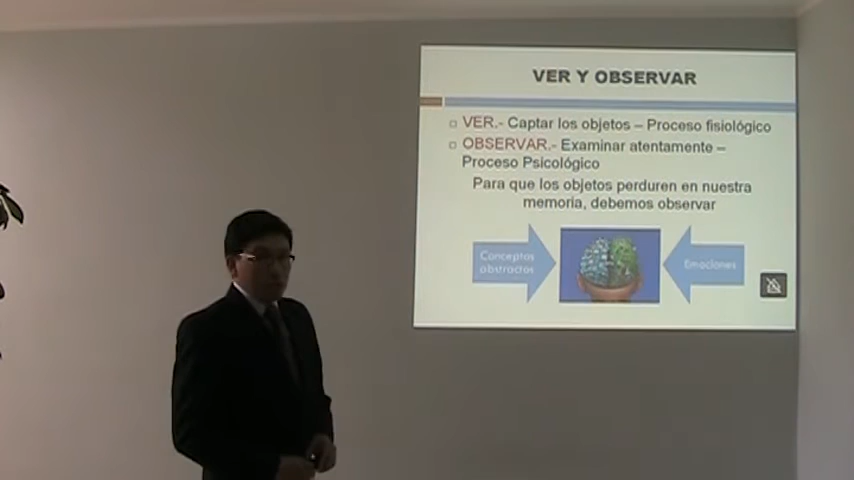 VER Y OBSERVAR
VER.- Captar los objetos – Proceso fisiológico
OBSERVAR.- Examinar atentamente –
Proceso Psicológico
Para que los objetos perduren en nuestra
memoria, debemos observar
Conceptos
abstractos
Emociones